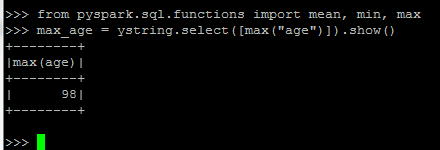 >>> from pyspark.sql.functions import mean, min, max
>>> max_age = ystring.select([max("age")]).show()
+--------+
|max(age)|
+--------+
|      98|
+--------+
>>>